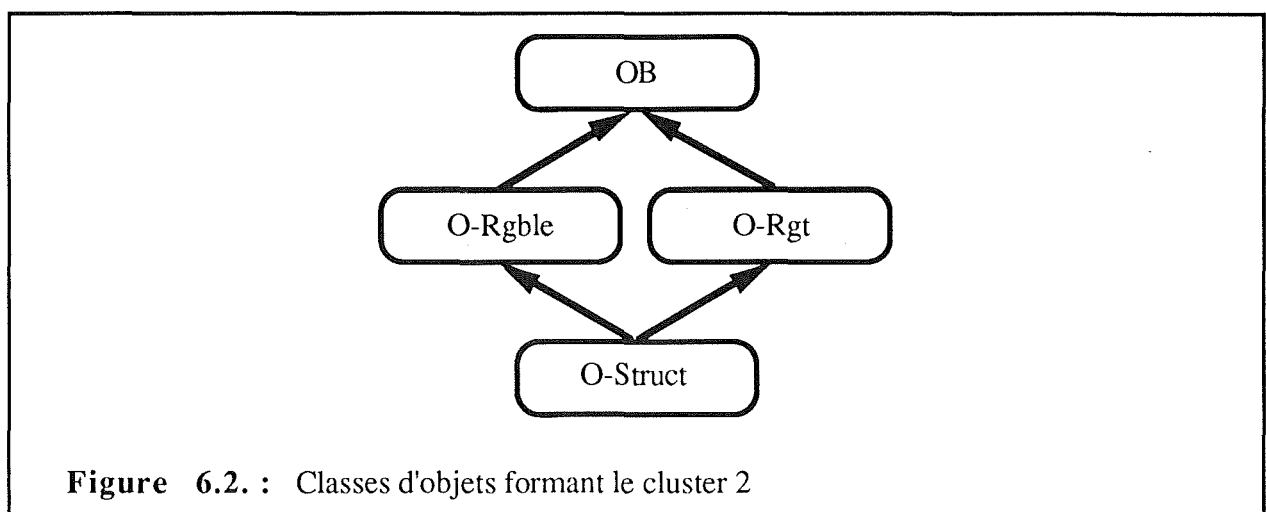 OB
O-Rgble
O-Rgt
O-Struct
Figure 6.2. : Classes d'objets formant le cluster 2